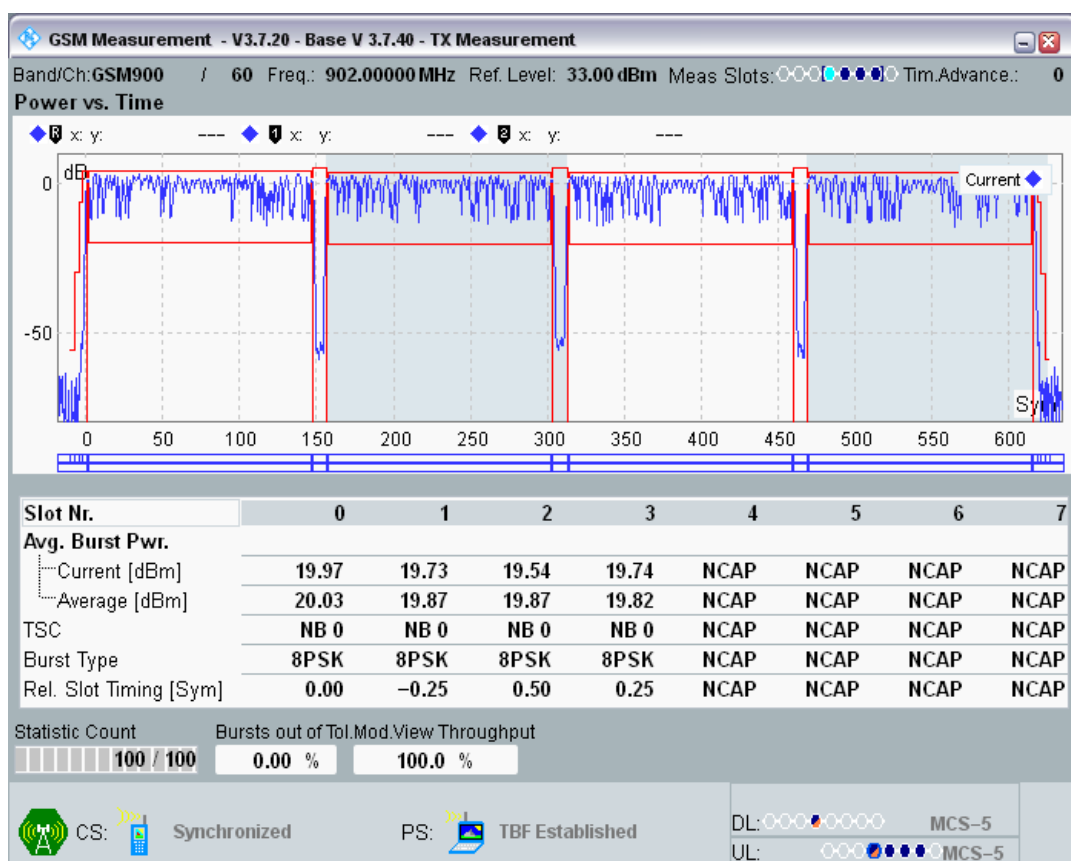 GSM Measurement - V3.7.20 - Base V 3.7.40 - TX Measurement
Band/Ch:GSM900 / 60 Freq.: 902.00000 MHz Ref. Level: 33.00 dBm Meas Slots: Tim.Advance.: 0
Power vs. Time
R x: y: --- 1 x: y: --- 2 x: y: ---
dB
Current
0
-50
Sym
0 50 100 150 200 250 300 350 400 450 500 550 600
Slot Nr. 0 1 2 3 4 5 6 7
Avg. Burst Pwr.
Current [dBm] 19.97 19.73 19.54 19.74 NCAP NCAP NCAP NCAP
Average [dBm] 20.03 19.87 19.87 19.82 NCAP NCAP NCAP NCAP
TSC NB 0 NB 0 NB 0 NB 0 NCAP NCAP NCAP NCAP
Burst Type 8PSK 8PSK 8PSK 8PSK NCAP NCAP NCAP NCAP
Rel. Slot Timing [Sym] 0.00 −0.25 0.50 0.25 NCAP NCAP NCAP NCAP
Statistic Count Bursts out of Tol. Mod.View Throughput
100 / 100 0.00 % 100.0 %
CS: Synchronized PS: TBF Established
DL: MCS−5
UL: MCS−5